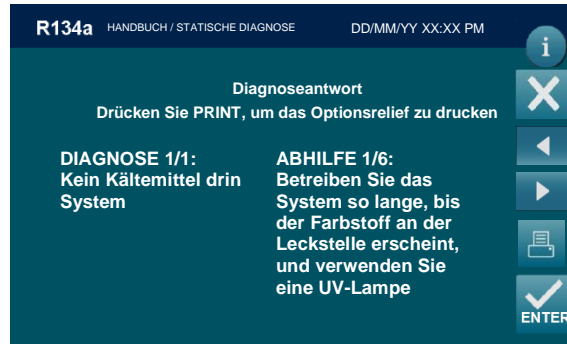 R134a HANDBUCH / STATISCHE DIAGNOSE DD/MM/YY XX:XX PM
i
Diagnoseantwort
Drücken Sie PRINT, um das Optionsrelief zu drucken
DIAGNOSE 1/1:
Kein Kältemittel drin
System
ABHILFE 1/6:
Betreiben Sie das
System so lange, bis
der Farbstoff an der
Leckstelle erscheint,
und verwenden Sie
eine UV-Lampe
ENTER